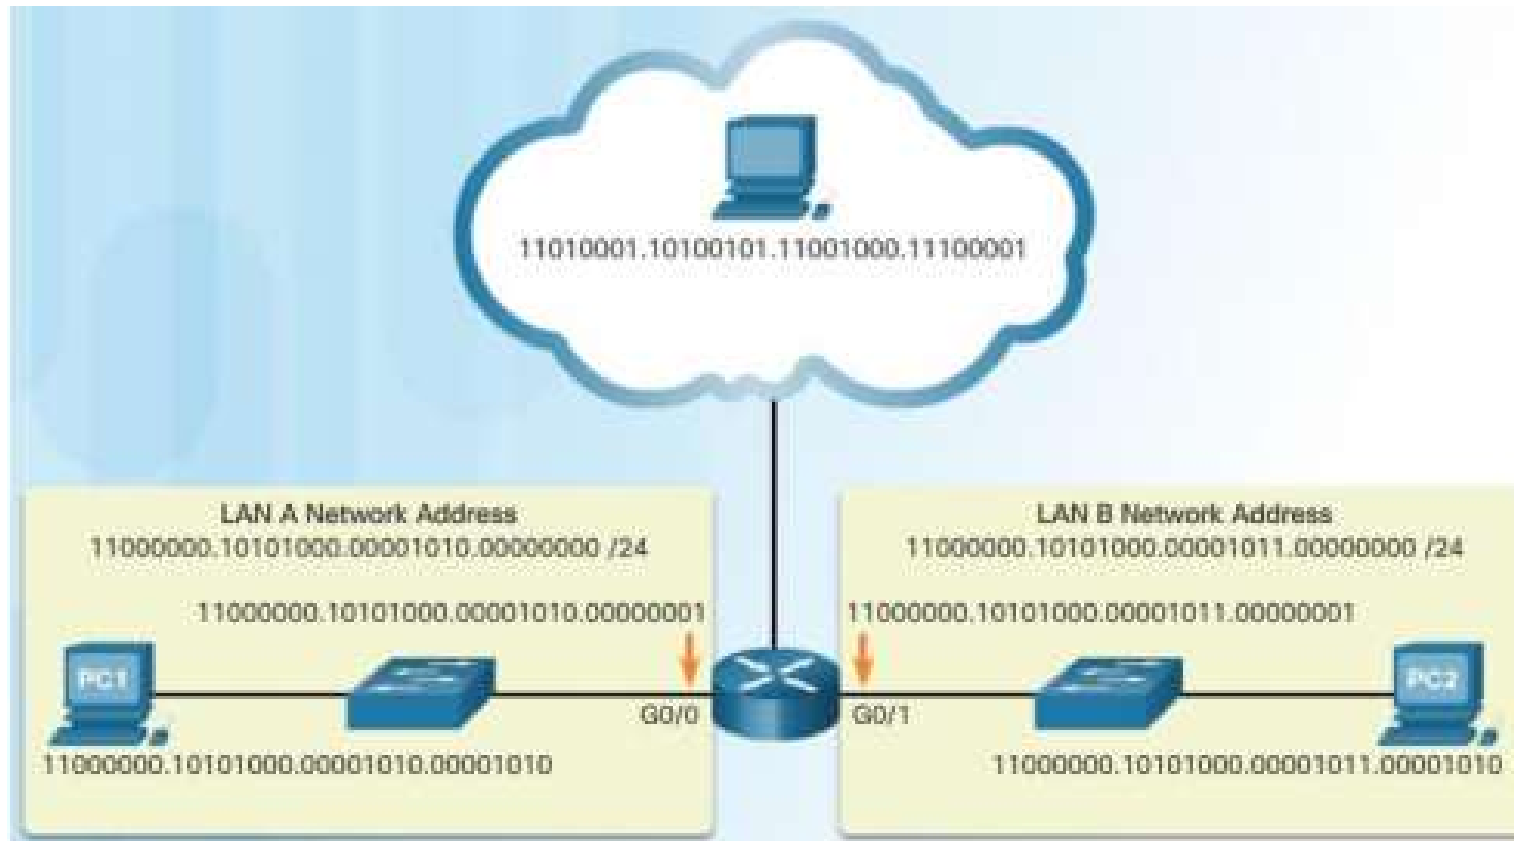 11010001.10100101.11001000.11100001
LAN A Network Address
11000000.10101000.00001010.00000000 /24
11000000.10101000.00001010.00000001
PC1
G0/0
11000000.10101000.00001010.00001010
LAN B Network Address
11000000.10101000.00001011.00000000 /24
11000000.10101000.00001011.00000001
G0/1
PC2
11000000.10101000.00001011.00001010